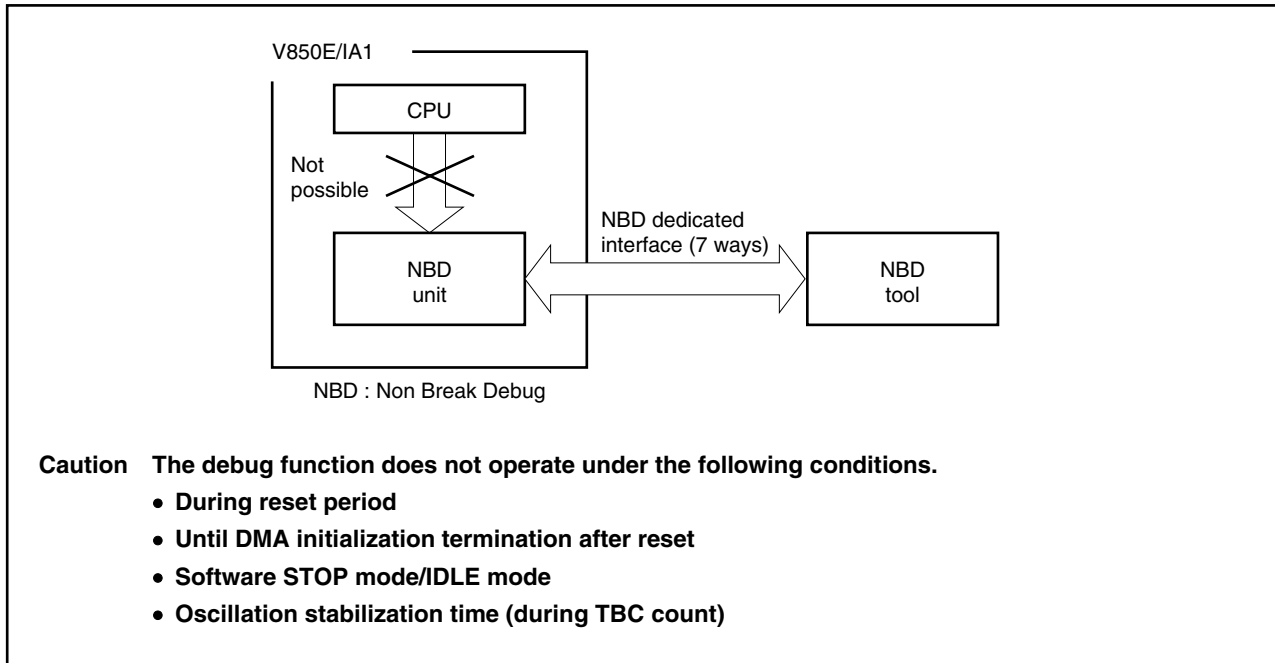 V850E/IA1
CPU
Not
possible
NBD dedicated
interface (7 ways)
NBD
unit
NBD
tool
NBD : Non Break Debug
Caution The debug function does not operate under the following conditions.
• During reset period
• Until DMA initialization termination after reset
• Software STOP mode/IDLE mode
• Oscillation stabilization time (during TBC count)